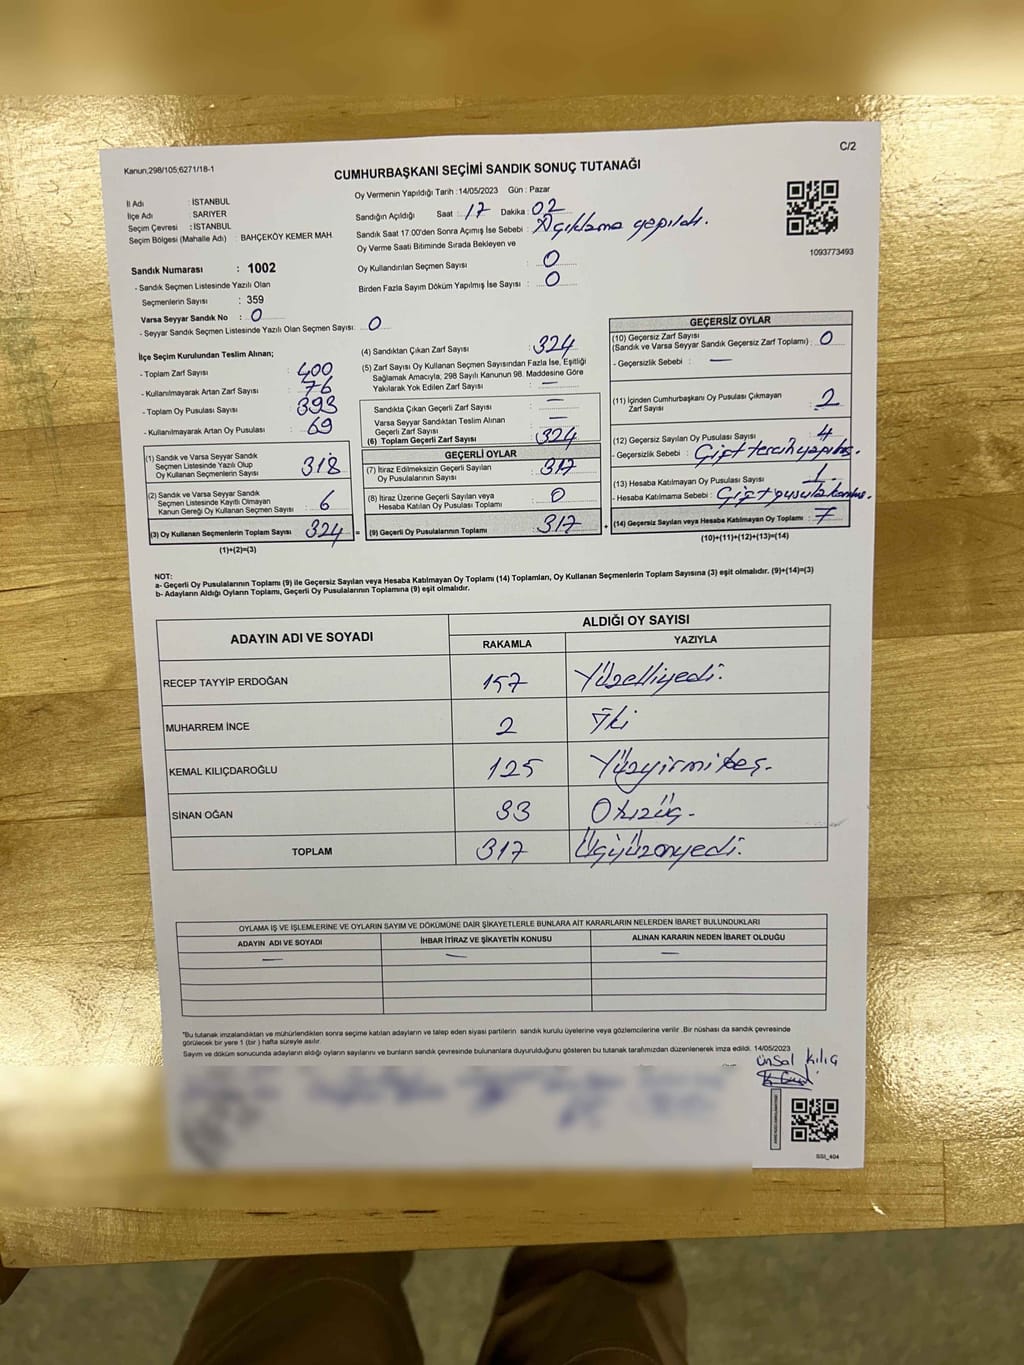 C/2
Kanun,298/105;6271/18-1
CUMHURBAŞKANI SEÇİMİ SANDIK SONUÇ TUTANAĞI
İl Adı : İSTANBUL
İlçe Adı : SARIYER
Seçim Çevresi : İSTANBUL
Seçim Bölgesi (Mahalle Adı) : BAHÇEKÖY KEMER MAH.
Oy Vermenin Yapıldığı Tarih :14/05/2023 Gün : Pazar
Sandığın Açıldığı Saat : 17 Dakika : 02
Sandık Saat 17:00'den Sonra Açımış İse Sebebi : Açıklama yapıldı.
Oy Verme Saati Bitiminde Sırada Bekleyen ve
Oy Kullandırılan Seçmen Sayısı : 0
Birden Fazla Sayım Döküm Yapılmış İse Sayısı : 0
1093773493
Sandık Numarası : 1002
- Sandık Seçmen Listesinde Yazılı Olan
Seçmenlerin Sayısı : 359
Varsa Seyyar Sandık No : 0
- Seyyar Sandık Seçmen Listesinde Yazılı Olan Seçmen Sayısı: 0
İlçe Seçim Kurulundan Teslim Alınan;
- Toplam Zarf Sayısı : 400
- Kullanılmayarak Artan Zarf Sayısı : 76
- Toplam Oy Pusulası Sayısı : 393
- Kullanılmayarak Artan Oy Pusulası : 69
(1) Sandık ve Varsa Seyyar Sandık
Seçmen Listesinde Yazılı Olup
Oy Kullanan Seçmenlerin Sayısı : 318
(2) Sandık ve Varsa Seyyar Sandık
Seçmen Listesinde Kayıtlı Olmayan
Kanun Gereği Oy Kullanan Seçmen Sayısı : 6
(3) Oy Kullanan Seçmenlerin Toplam Sayısı : 324
(1)+(2)=(3)
(4) Sandıktan Çıkan Zarf Sayısı : 324
(5) Zarf Sayısı Oy Kullanan Seçmen Sayısından Fazla İse, Eşitliği
Sağlamak Amacıyla, 298 Sayılı Kanunun 98. Maddesine Göre
Yakılarak Yok Edilen Zarf Sayısı : —
Sandıkta Çıkan Geçerli Zarf Sayısı : —
Varsa Seyyar Sandıktan Teslim Alınan
Geçerli Zarf Sayısı : —
(6) Toplam Geçerli Zarf Sayısı : 324
GEÇERLİ OYLAR
(7) İtiraz Edilmeksizin Geçerli Sayılan
Oy Pusulalarının Sayısı : 317
(8) İtiraz Üzerine Geçerli Sayılan veya
Hesaba Katılan Oy Pusulası Toplamı : 0
= (9) Geçerli Oy Pusulalarının Toplamı : 317
GEÇERSİZ OYLAR
(10) Geçersiz Zarf Sayısı
(Sandık ve Varsa Seyyar Sandık Geçersiz Zarf Toplamı) : 0
- Geçersizlik Sebebi : —
(11) İçinden Cumhurbaşkanı Oy Pusulası Çıkmayan
Zarf Sayısı : 2
(12) Geçersiz Sayılan Oy Pusulası Sayısı : 4
- Geçersizlik Sebebi : Çift tercih yapılmış.
(13) Hesaba Katılmayan Oy Pusulası Sayısı : 1
- Hesaba Katılmama Sebebi : Çift pusula
+ (14) Geçersiz Sayılan veya Hesaba Katılmayan Oy Toplamı : 7
(10)+(11)+(12)+(13)=(14)
NOT:
a- Geçerli Oy Pusulalarının Toplamı (9) ile Geçersiz Sayılan veya Hesaba Katılmayan Oy Toplamı (14) Toplamları, Oy Kullanan Seçmenlerin Toplam Sayısına (3) eşit olmalıdır. (9)+(14)=(3)
b- Adayların Aldığı Oyların Toplamı, Geçerli Oy Pusulalarının Toplamına (9) eşit olmalıdır.
ADAYIN ADI VE SOYADI
ALDIĞI OY SAYISI
RAKAMLA YAZIYLA
RECEP TAYYİP ERDOĞAN 157 Yüzelliyedi.
MUHARREM İNCE 2 İki
KEMAL KILIÇDAROĞLU 125 Yüzyirmibeş.
SİNAN OĞAN 33 Otuzüç.
TOPLAM 317 Üçyüzonyedi.
OYLAMA İŞ VE İŞLEMLERİNE VE OYLARIN SAYIM VE DÖKÜMÜNE DAİR ŞİKAYETLERLE BUNLARA AİT KARARLARIN NELERDEN İBARET BULUNDUKLARI
ADAYIN ADI VE SOYADI İHBAR İTİRAZ VE ŞİKAYETİN KONUSU ALINAN KARARIN NEDEN İBARET OLDUĞU
— — —
*Bu tutanak imzalandıktan ve mühürlendikten sonra seçime katılan adayların ve talep eden siyasi partilerin sandık kurulu üyelerine veya gözlemcilerine verilir. Bir nüshası da sandık çevresinde
görülecek bir yere 1 (bir) hafta süreyle asılır.
Sayım ve döküm sonucunda adayların aldığı oyların sayılarını ve bunların sandık çevresinde bulunanlara duyurulduğunu gösteren bu tutanak tarafımızdan düzenlenerek imza edildi. 14/05/2023
Ünsal Kılıç
SSI_404